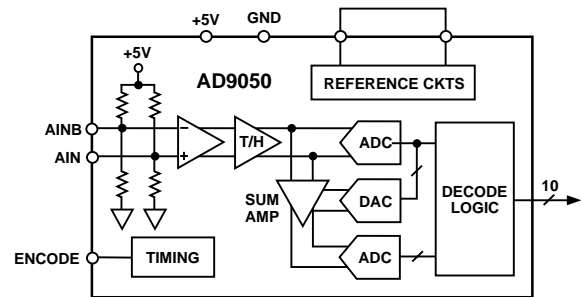 +5V
GND
+5V
AD9050
REFERENCE CKTS
AINB
AIN
−
+
T/H
ADC
SUM
AMP
DAC
DECODE
LOGIC
10
ADC
ENCODE
TIMING